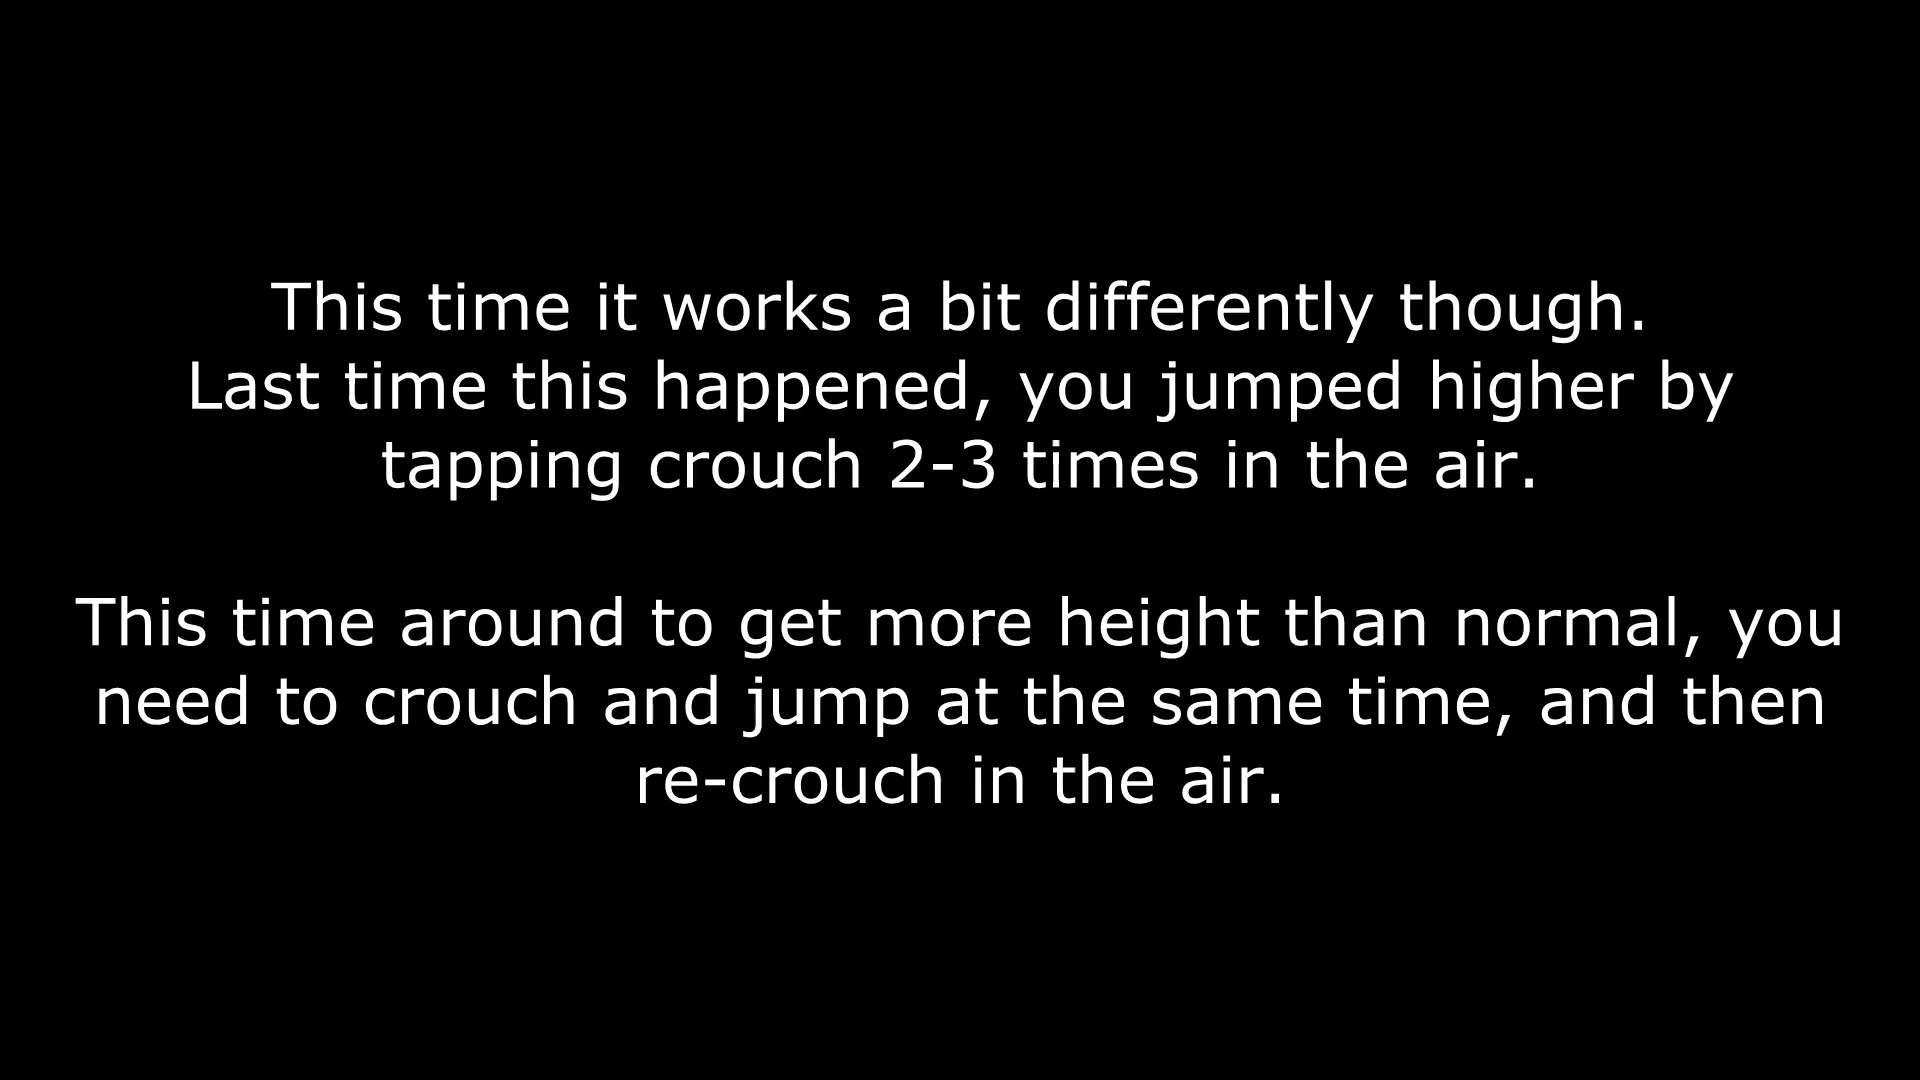 This time it works a bit differently though.
Last time this happened, you jumped higher by
tapping crouch 2-3 times in the air.
This time around to get more height than normal, you
need to crouch and jump at the same time, and then
re-crouch in the air.